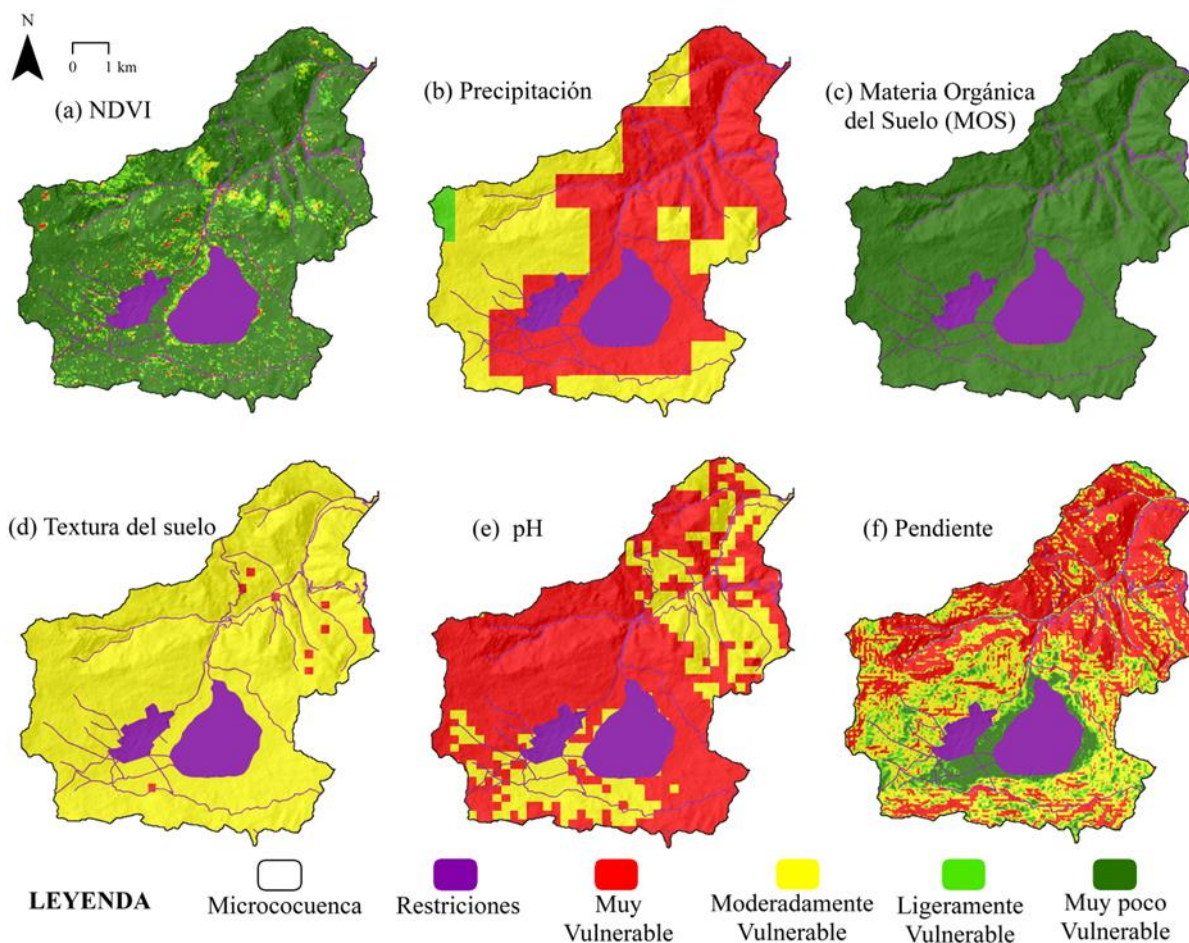 N
0 1 km
(a) NDVI
(b) Precipitación
(c) Materia Orgánica
del Suelo (MOS)
(d) Textura del suelo
(e) pH
(f) Pendiente
LEYENDA
Micrococuenca
Restriciones
Muy
Vulnerable
Moderadamente
Vulnerable
Ligeramente
Vulnerable
Muy poco
Vulnerable